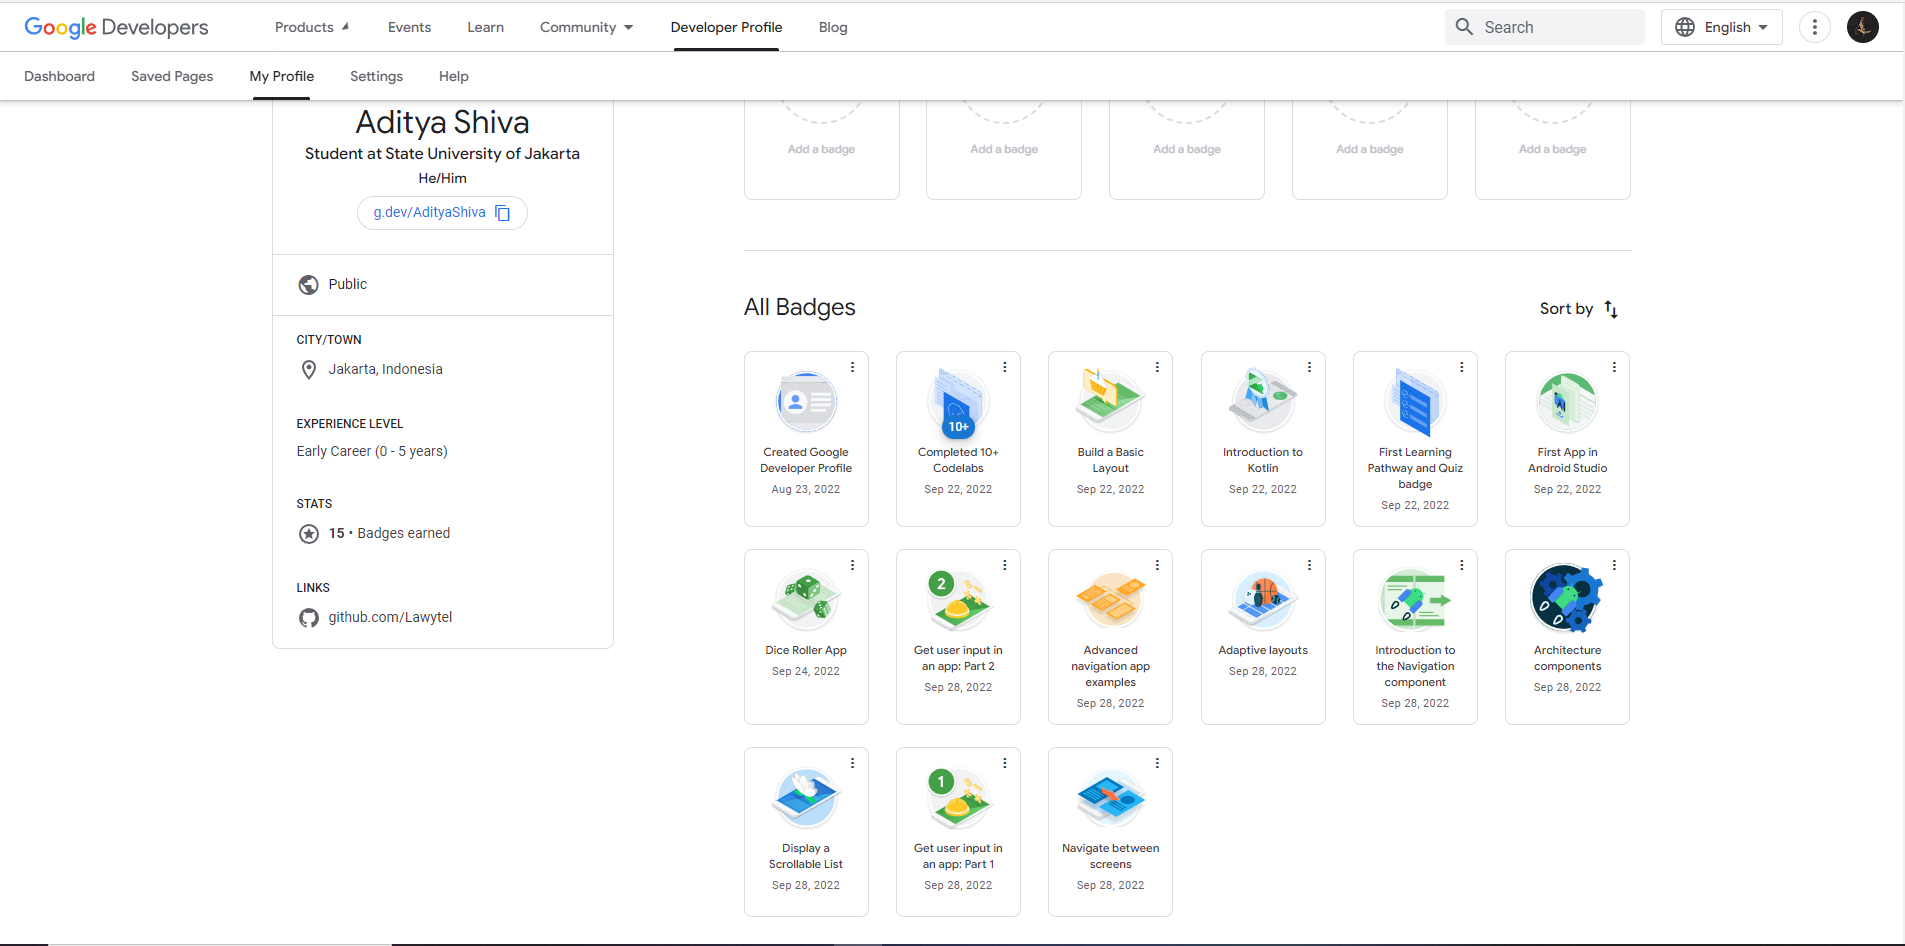 Google Developers
Products
Events
Learn
Community
Developer Profile
Blog
Search
English
Dashboard
Saved Pages
My Profile
Settings
Help
Aditya Shiva
Student at State University of Jakarta
He/Him
g.dev/AdityaShiva
Public
CITY/TOWN
Jakarta, Indonesia
EXPERIENCE LEVEL
Early Career (0 - 5 years)
STATS
15 • Badges earned
LINKS
github.com/Lawytel
Add a badge
Add a badge
Add a badge
Add a badge
Add a badge
All Badges
Sort by
Created Google
Developer Profile
Aug 23, 2022
10+
Completed 10+
Codelabs
Sep 22, 2022
Build a Basic
Layout
Sep 22, 2022
Introduction to
Kotlin
Sep 22, 2022
First Learning
Pathway and Quiz
badge
Sep 22, 2022
First App in
Android Studio
Sep 22, 2022
Dice Roller App
Sep 24, 2022
2
Get user input in
an app: Part 2
Sep 28, 2022
Advanced
navigation app
examples
Sep 28, 2022
Adaptive layouts
Sep 28, 2022
Introduction to
the Navigation
component
Sep 28, 2022
Architecture
components
Sep 28, 2022
Display a
Scrollable List
Sep 28, 2022
1
Get user input in
an app: Part 1
Sep 28, 2022
Navigate between
screens
Sep 28, 2022